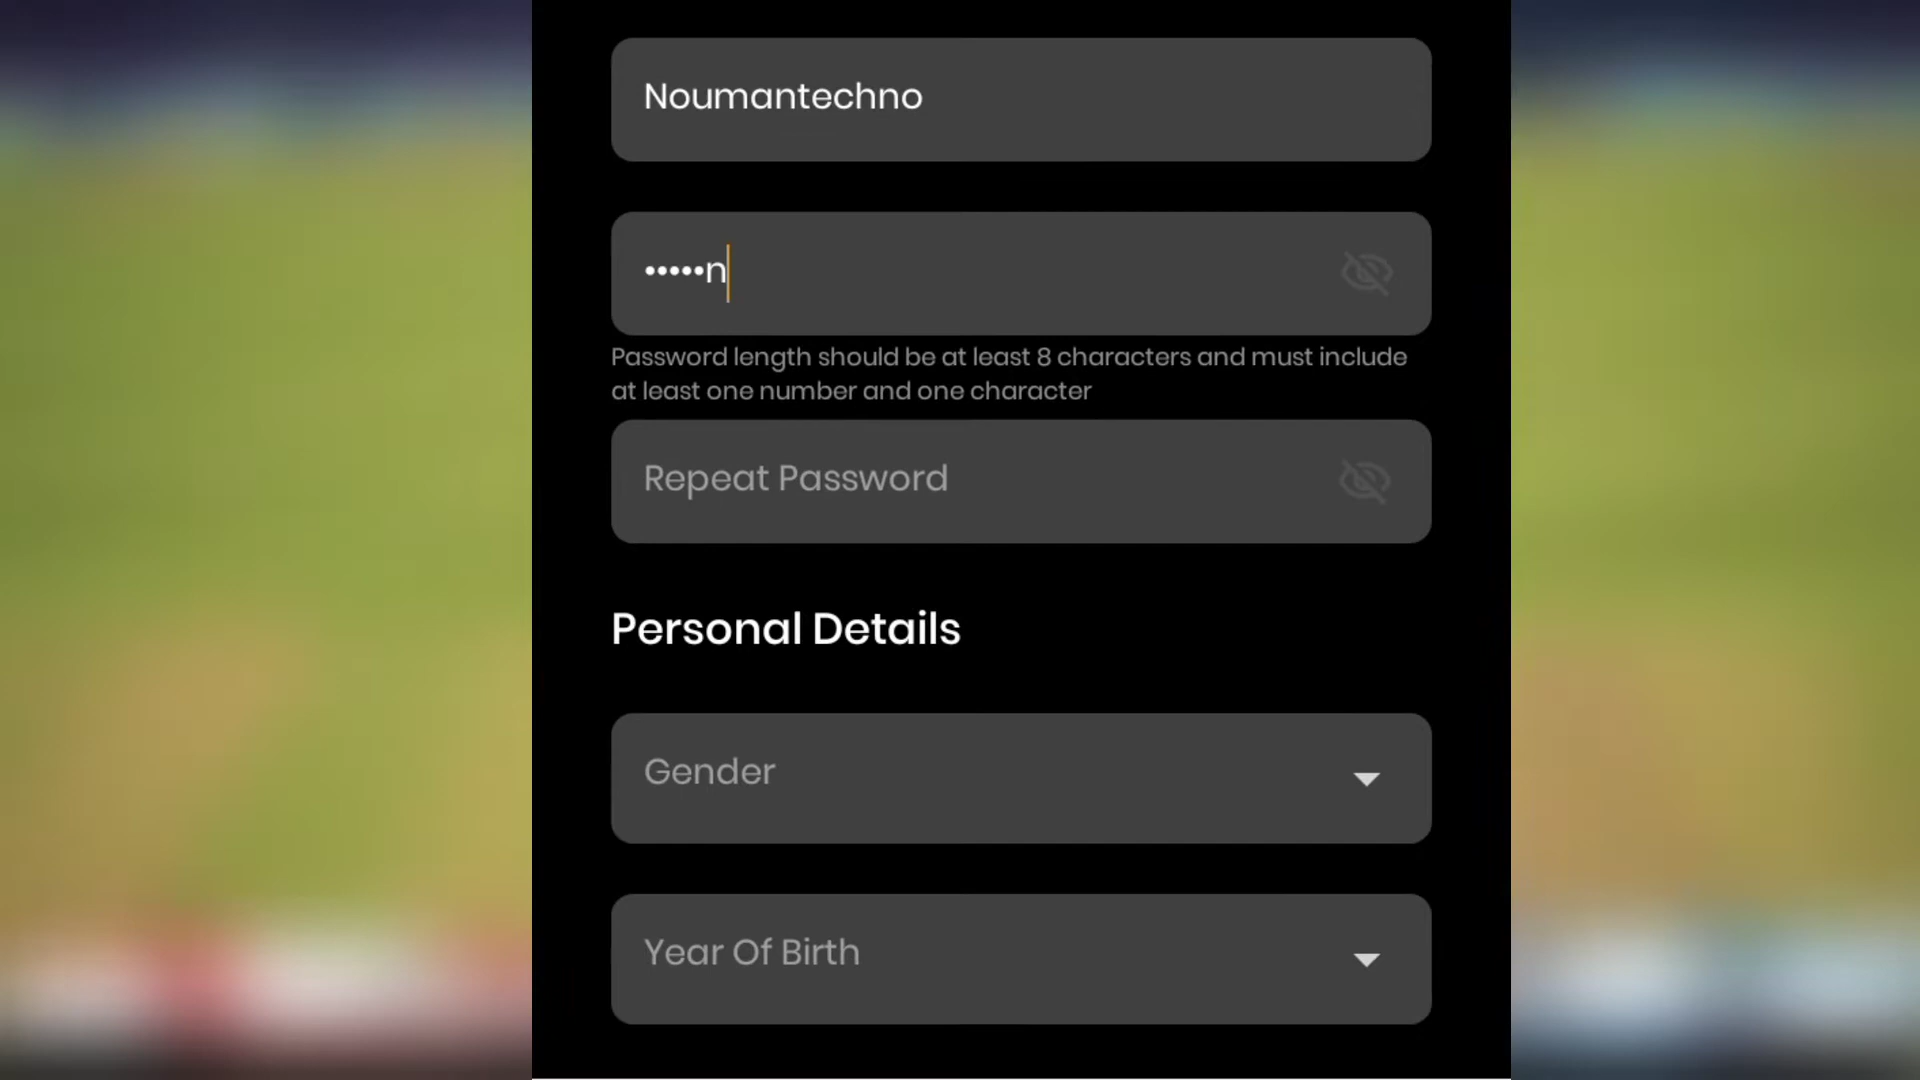 Noumantechno
•••••n
Password length should be at least 8 characters and must include
at least one number and one character
Repeat Password
Personal Details
Gender
Year Of Birth